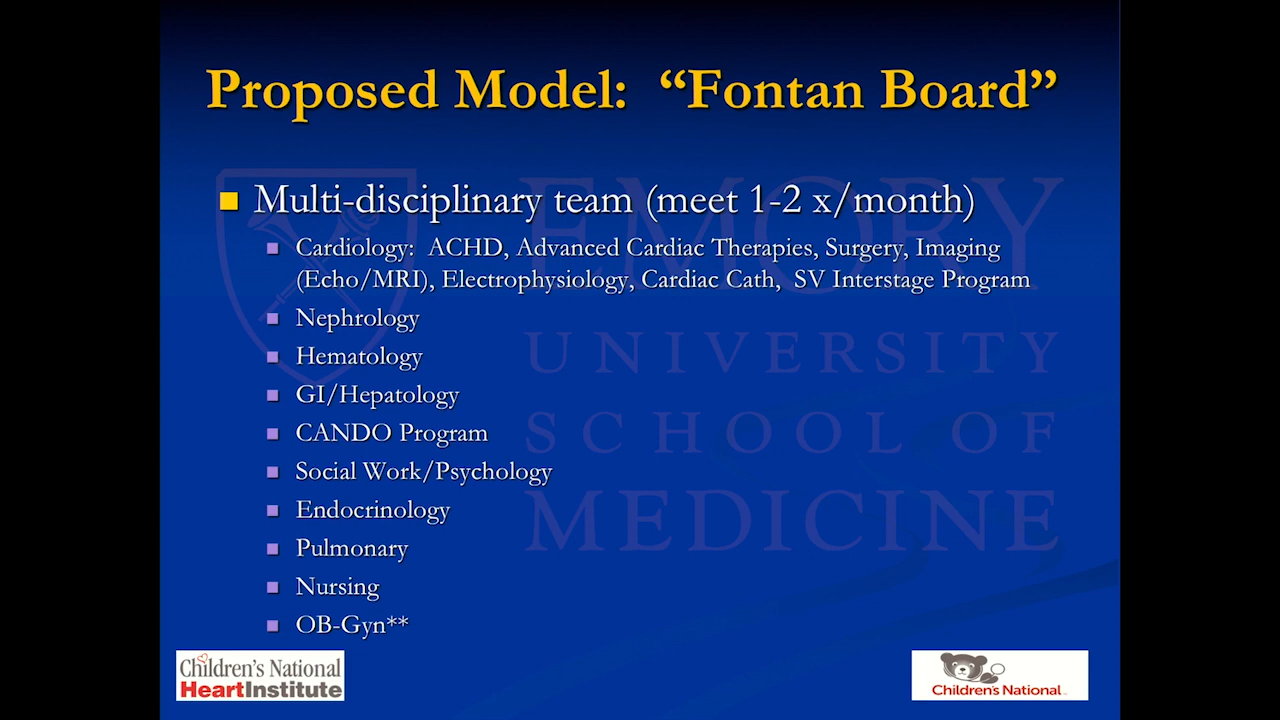 Proposed Model: “Fontan Board”
Multi-disciplinary team (meet 1-2 x/month)
Cardiology: ACHD, Advanced Cardiac Therapies, Surgery, Imaging
(Echo/MRI), Electrophysiology, Cardiac Cath, SV Interstage Program
Nephrology
Hematology
GI/Hepatology
CANDO Program
Social Work/Psychology
Endocrinology
Pulmonary
Nursing
OB-Gyn**
EMORY
UNIVERSITY
SCHOOL OF
MEDICINE
Children's National
HeartInstitute
Children's National